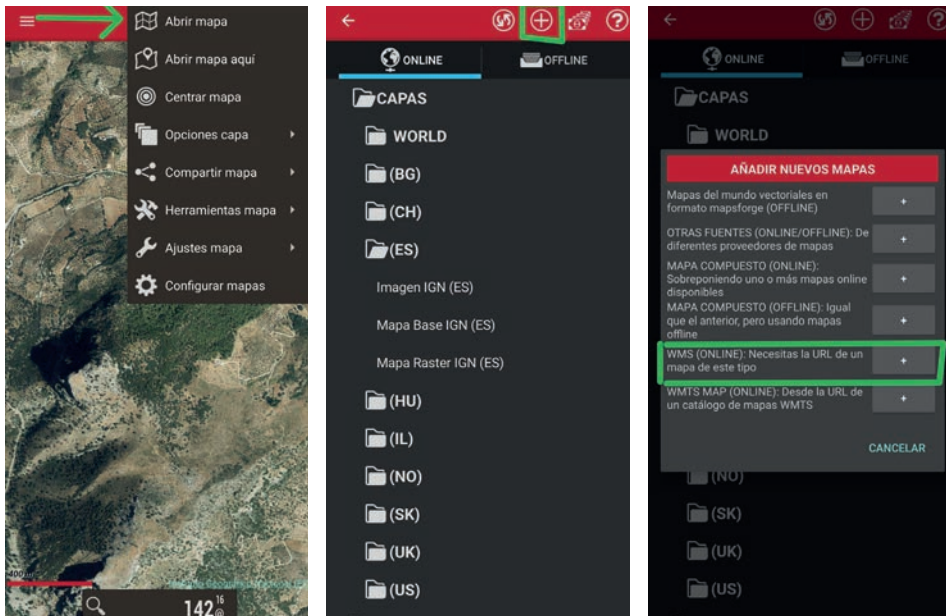 Abrir mapa
Abrir mapa aquí
Centrar mapa
Opciones capa
Compartir mapa
Herramientas mapa
Ajustes mapa
Configurar mapas
400m
142 16
@
ONLINE
OFFLINE
CAPAS
WORLD
(BG)
(CH)
(ES)
Imagen IGN (ES)
Mapa Base IGN (ES)
Mapa Raster IGN (ES)
(HU)
(IL)
(NO)
(SK)
(UK)
(US)
ONLINE
OFFLINE
CAPAS
WORLD
AÑADIR NUEVOS MAPAS
Mapas del mundo vectoriales en
formato mapsforge (OFFLINE)
+
OTRAS FUENTES (ONLINE/OFFLINE): De
diferentes proveedores de mapas
+
MAPA COMPUESTO (ONLINE):
Sobreponiendo uno o más mapas online
disponibles
+
MAPA COMPUESTO (OFFLINE): Igual
que el anterior, pero usando mapas
offline
+
WMS (ONLINE): Necesitas la URL de un
mapa de este tipo
+
WMTS MAP (ONLINE): Desde la URL de
un catálogo de mapas WMTS
+
CANCELAR
(NO)
(SK)
(UK)
(US)